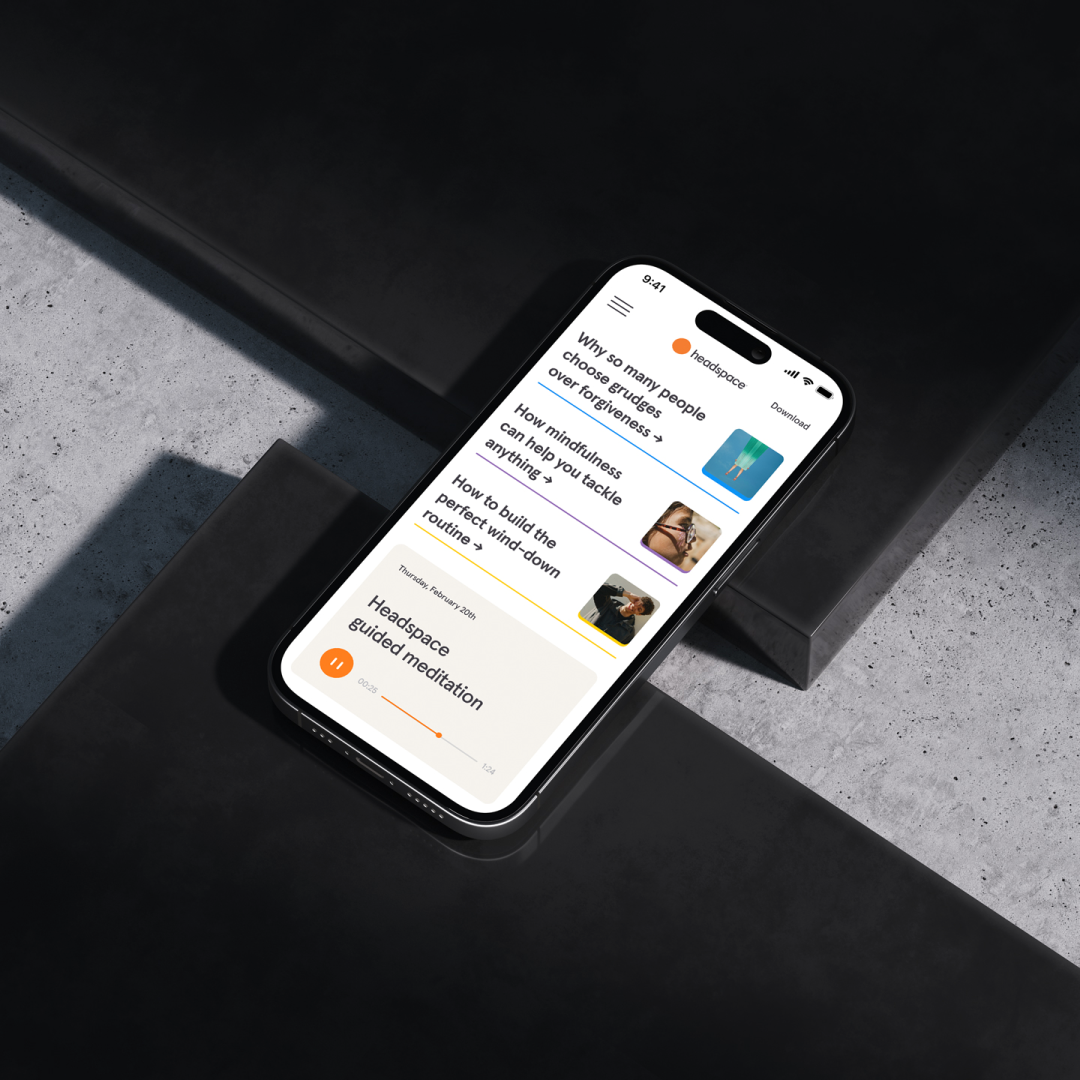 9:41
headspace
Download
Why so many people
choose grudges
over forgiveness →
How mindfulness
can help you tackle
anything →
How to build the
perfect wind-down
routine →
Thursday, February 20th
Headspace
guided meditation
00:25
1:24